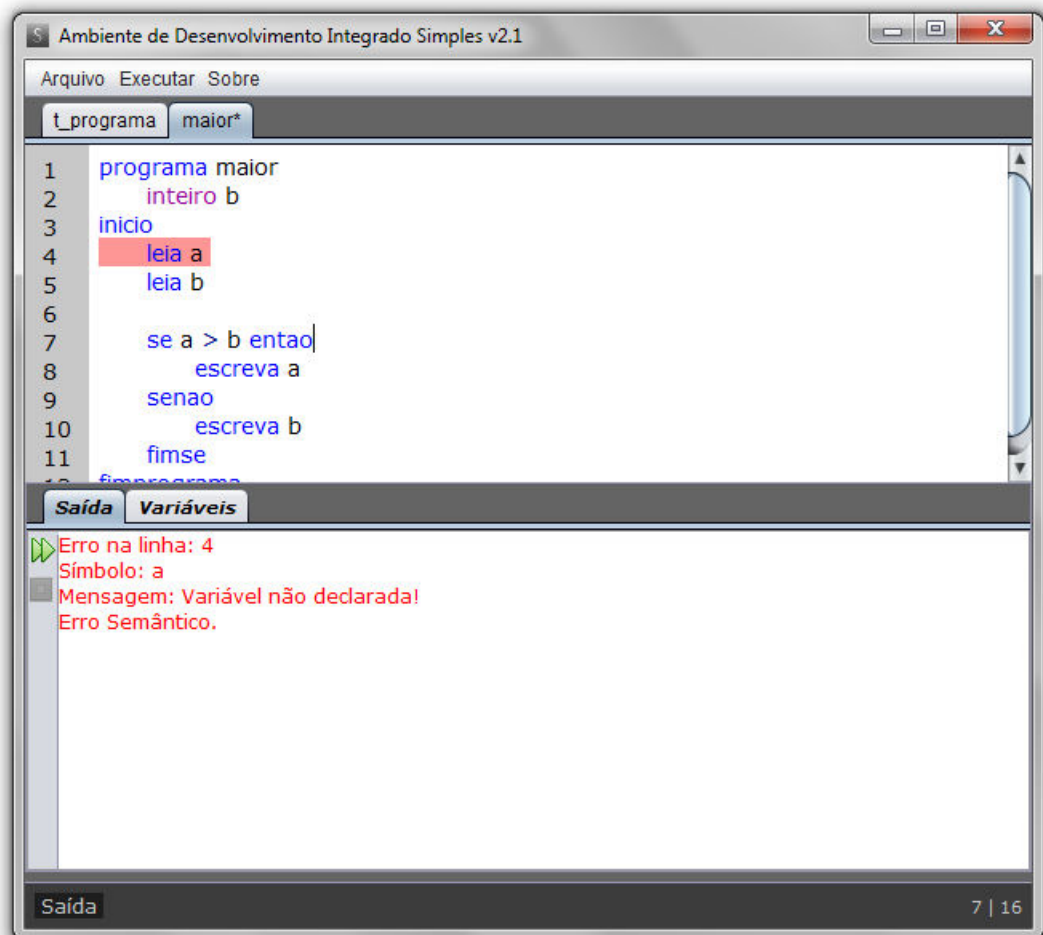 S Ambiente de Desenvolvimento Integrado Simples v2.1
Arquivo Executar Sobre
t_programa maior*
1 programa maior
2 inteiro b
3 inicio
4 leia a
5 leia b
6
7 se a > b entao
8 escreva a
9 senao
10 escreva b
11 fimse
12 fimprograma
Saída Variáveis
Erro na linha: 4
Símbolo: a
Mensagem: Variável não declarada!
Erro Semântico.
Saída 7 | 16